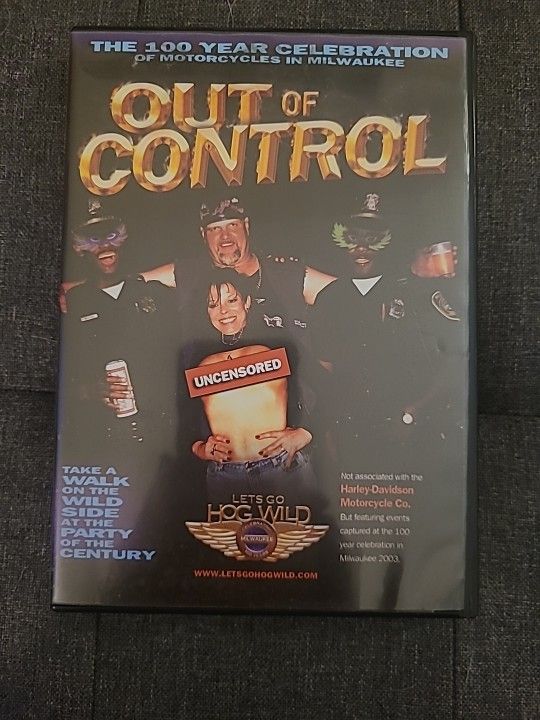 THE 100 YEAR CELEBRATION
OF MOTORCYCLES IN MILWAUKEE
OUT OF
CONTROL
UNCENSORED
TAKE A
WALK
ON THE
WILD
SIDE
AT THE
PARTY
OF THE
CENTURY
LETS GO
HOG WILD
MILWAUKEE
WWW.LETSGOHOGWILD.COM
Not associated with the
Harley-Davidson
Motorcycle Co.
But featuring events
captured at the 100
year celebration in
Milwaukee 2003.